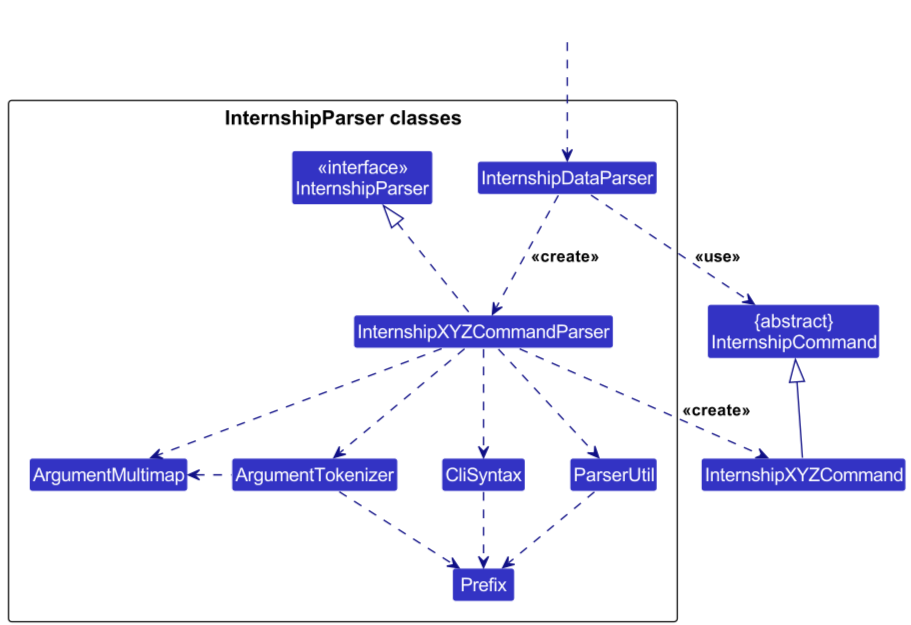 InternshipParser classes
«interface»
InternshipParser
InternshipDataParser
«create»
«use»
InternshipXYZCommandParser
{abstract}
InternshipCommand
«create»
ArgumentMultimap
ArgumentTokenizer
CliSyntax
ParserUtil
InternshipXYZCommand
Prefix